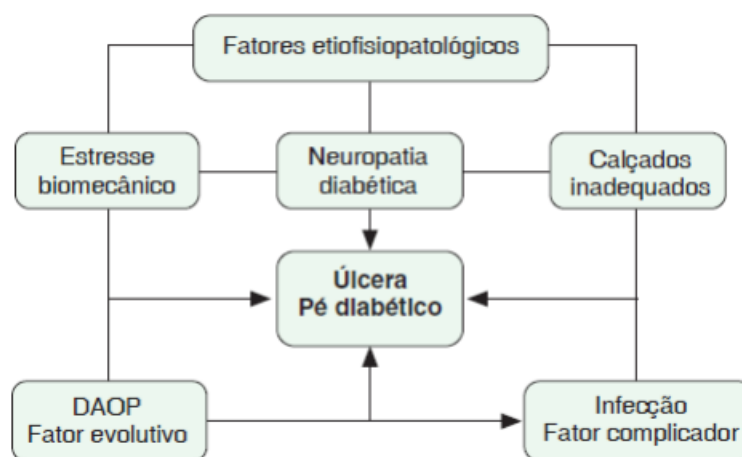 Fatores etiofisiopatológicos
Estresse
biomecânico
Neuropatia
diabética
Calçados
inadequados
Úlcera
Pé diabético
DAOP
Fator evolutivo
Infecção
Fator complicador